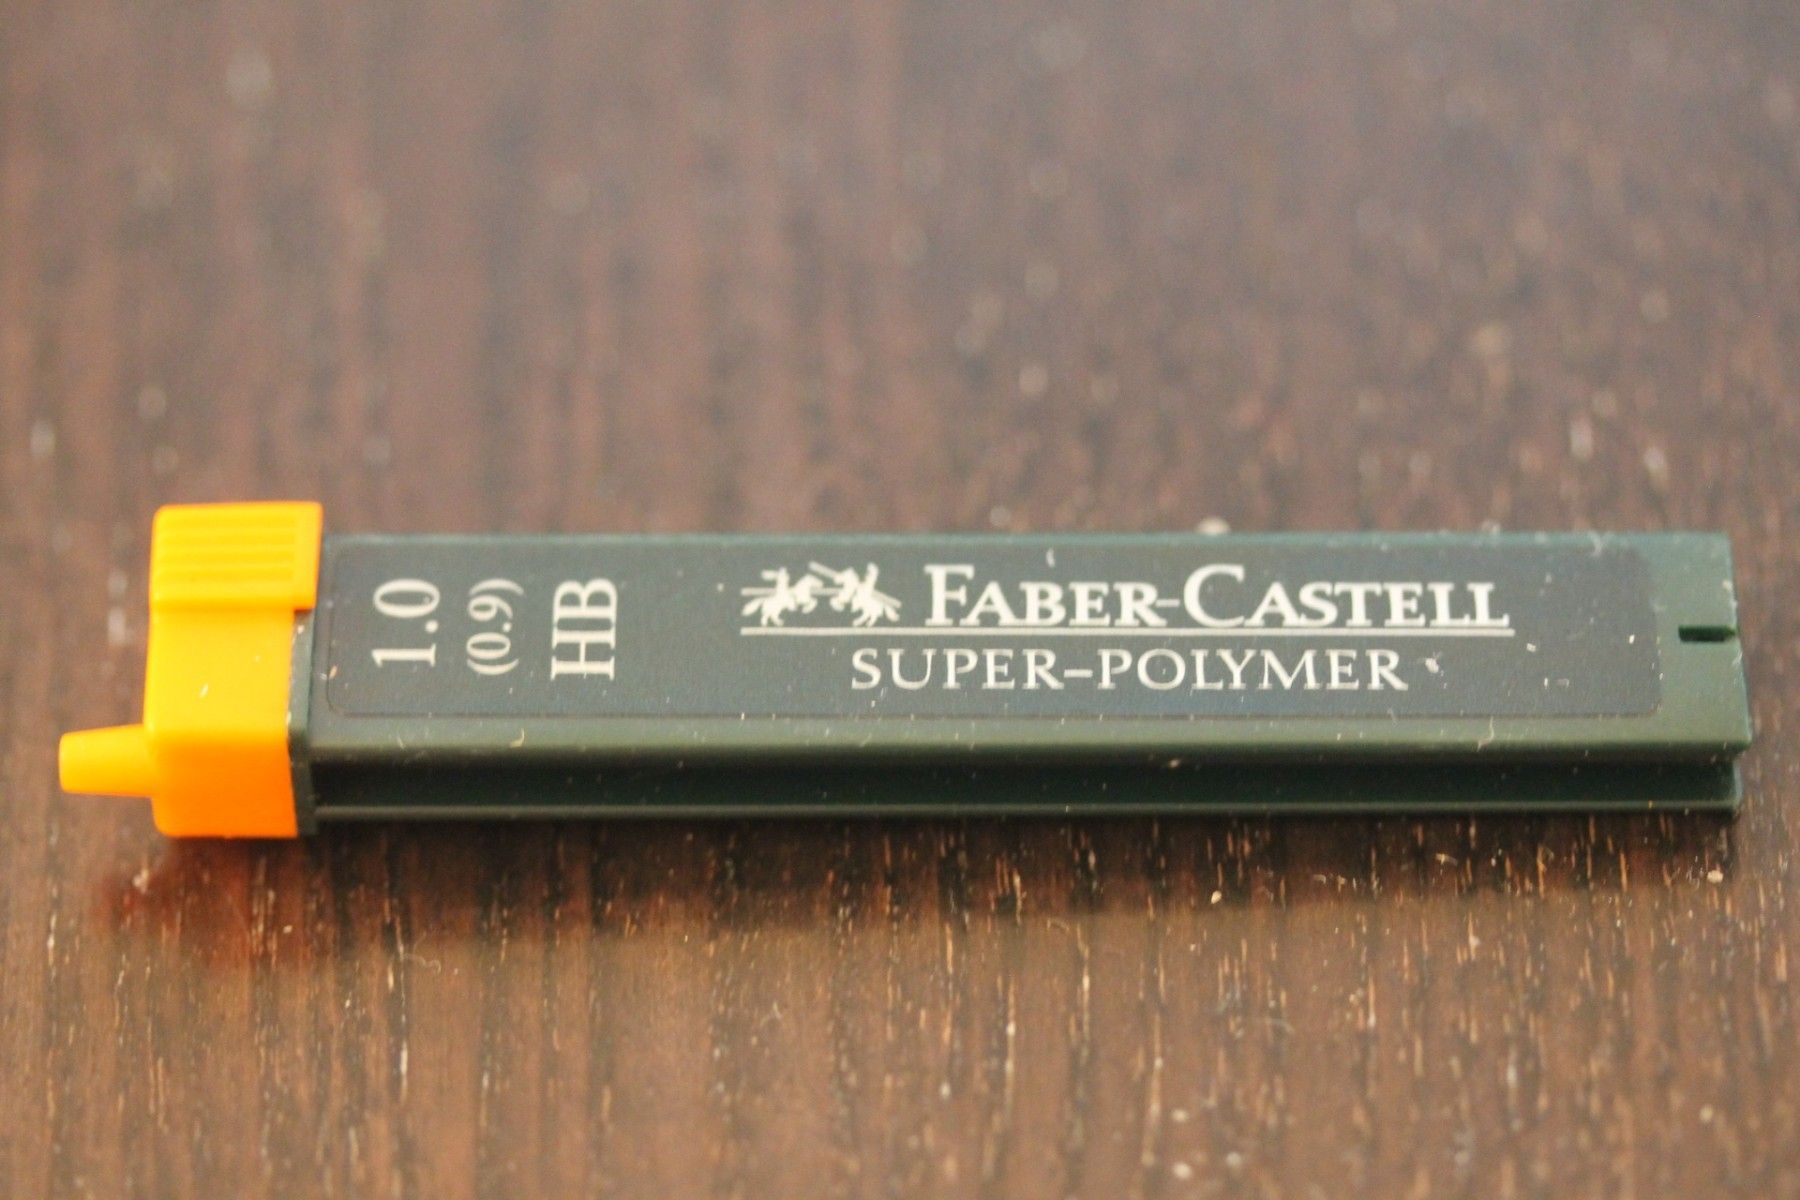 1.0
(0.9)
HB
FABER-CASTELL
SUPER-POLYMER